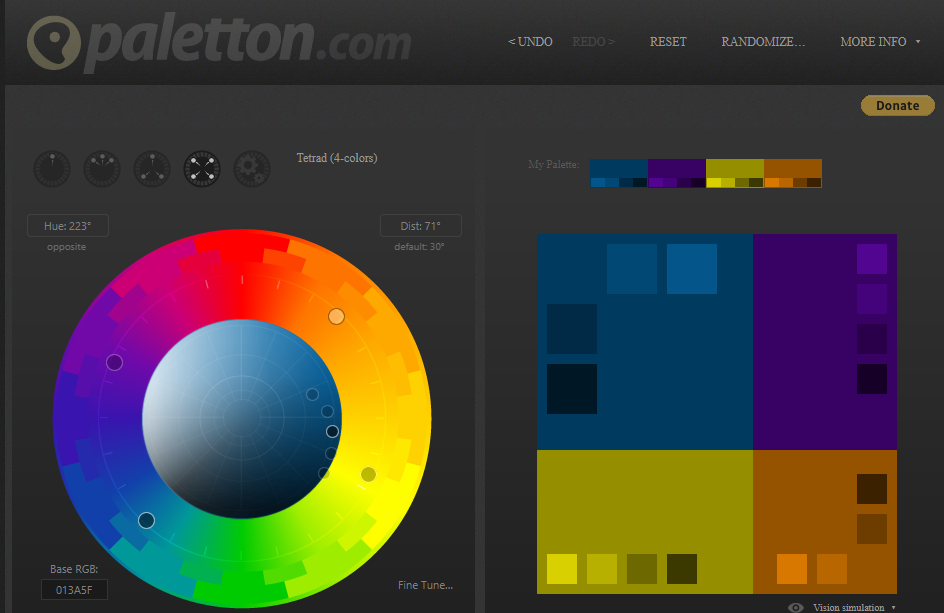 paletton.com
< UNDO REDO > RESET RANDOMIZE... MORE INFO
Donate
Tetrad (4-colors)
My Palette:
Hue: 223°
opposite
Dist: 71°
default: 30°
Base RGB:
013A5F
Fine Tune...
Vision simulation